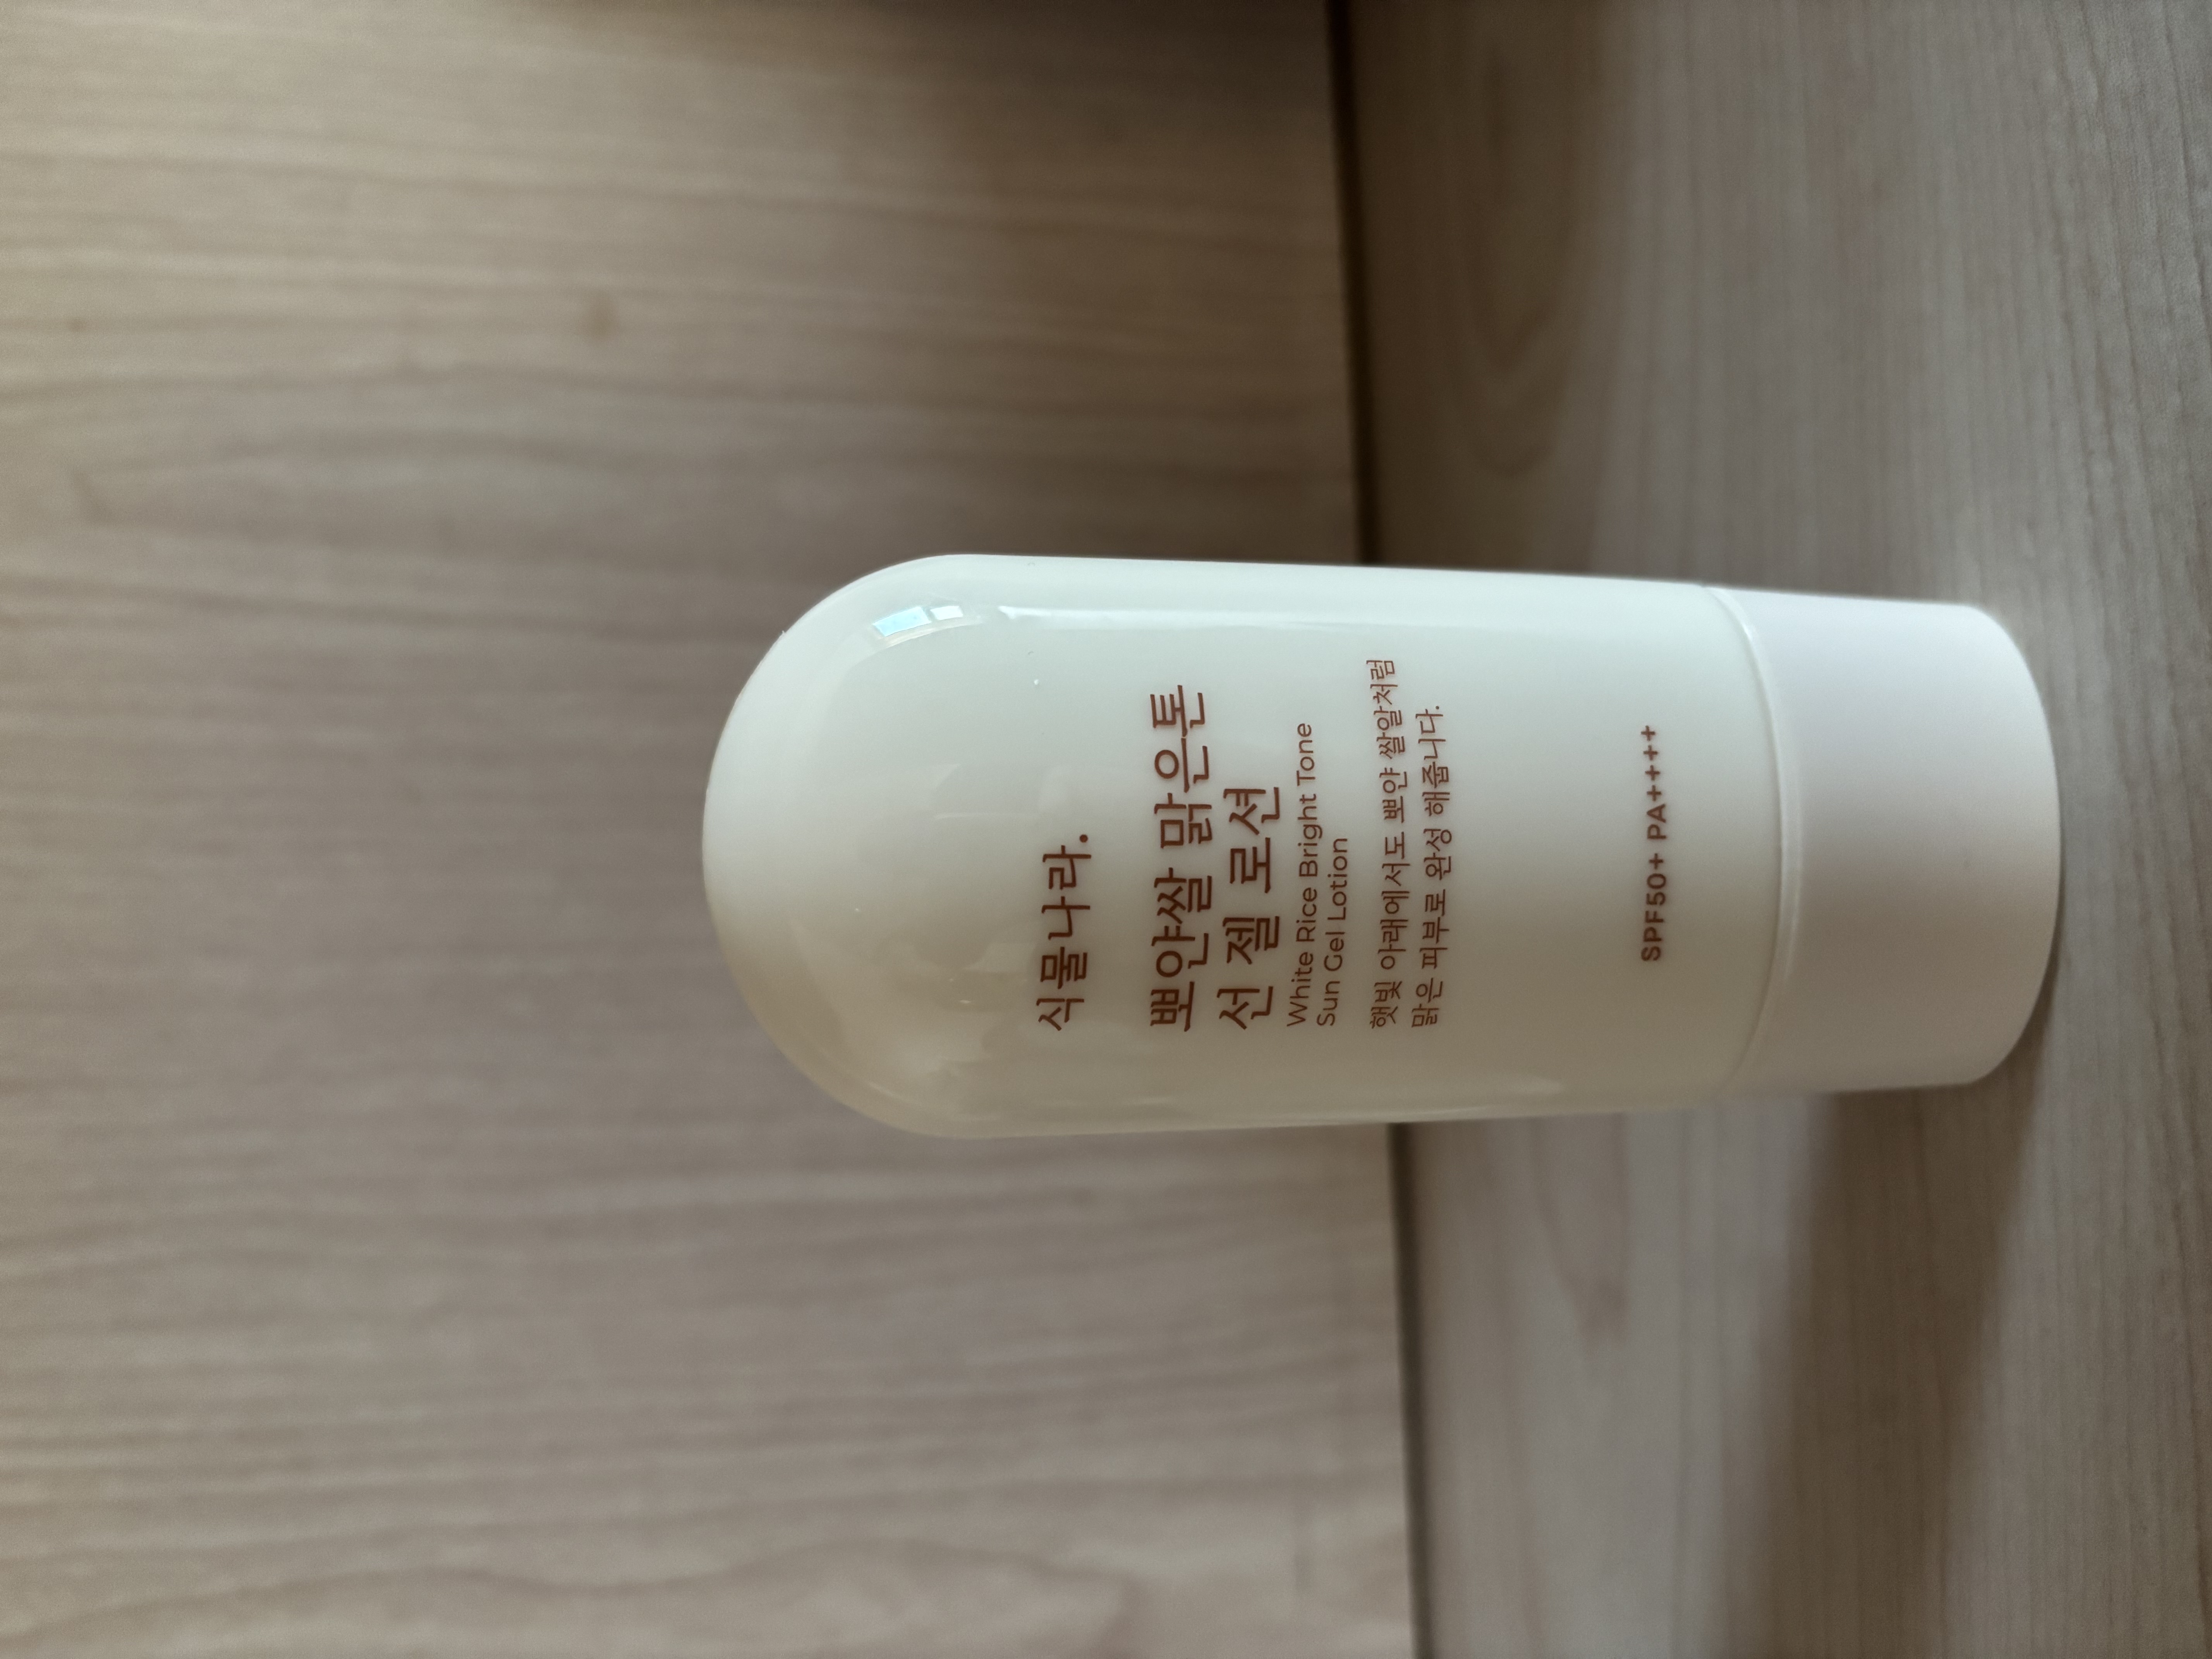 식물나라.
뽀얀쌀 맑은톤
선 젤 로션
White Rice Bright Tone
Sun Gel Lotion
햇빛 아래에서도 뽀얀 쌀알처럼
맑은 피부로 완성 해줍니다.
SPF50+ PA++++